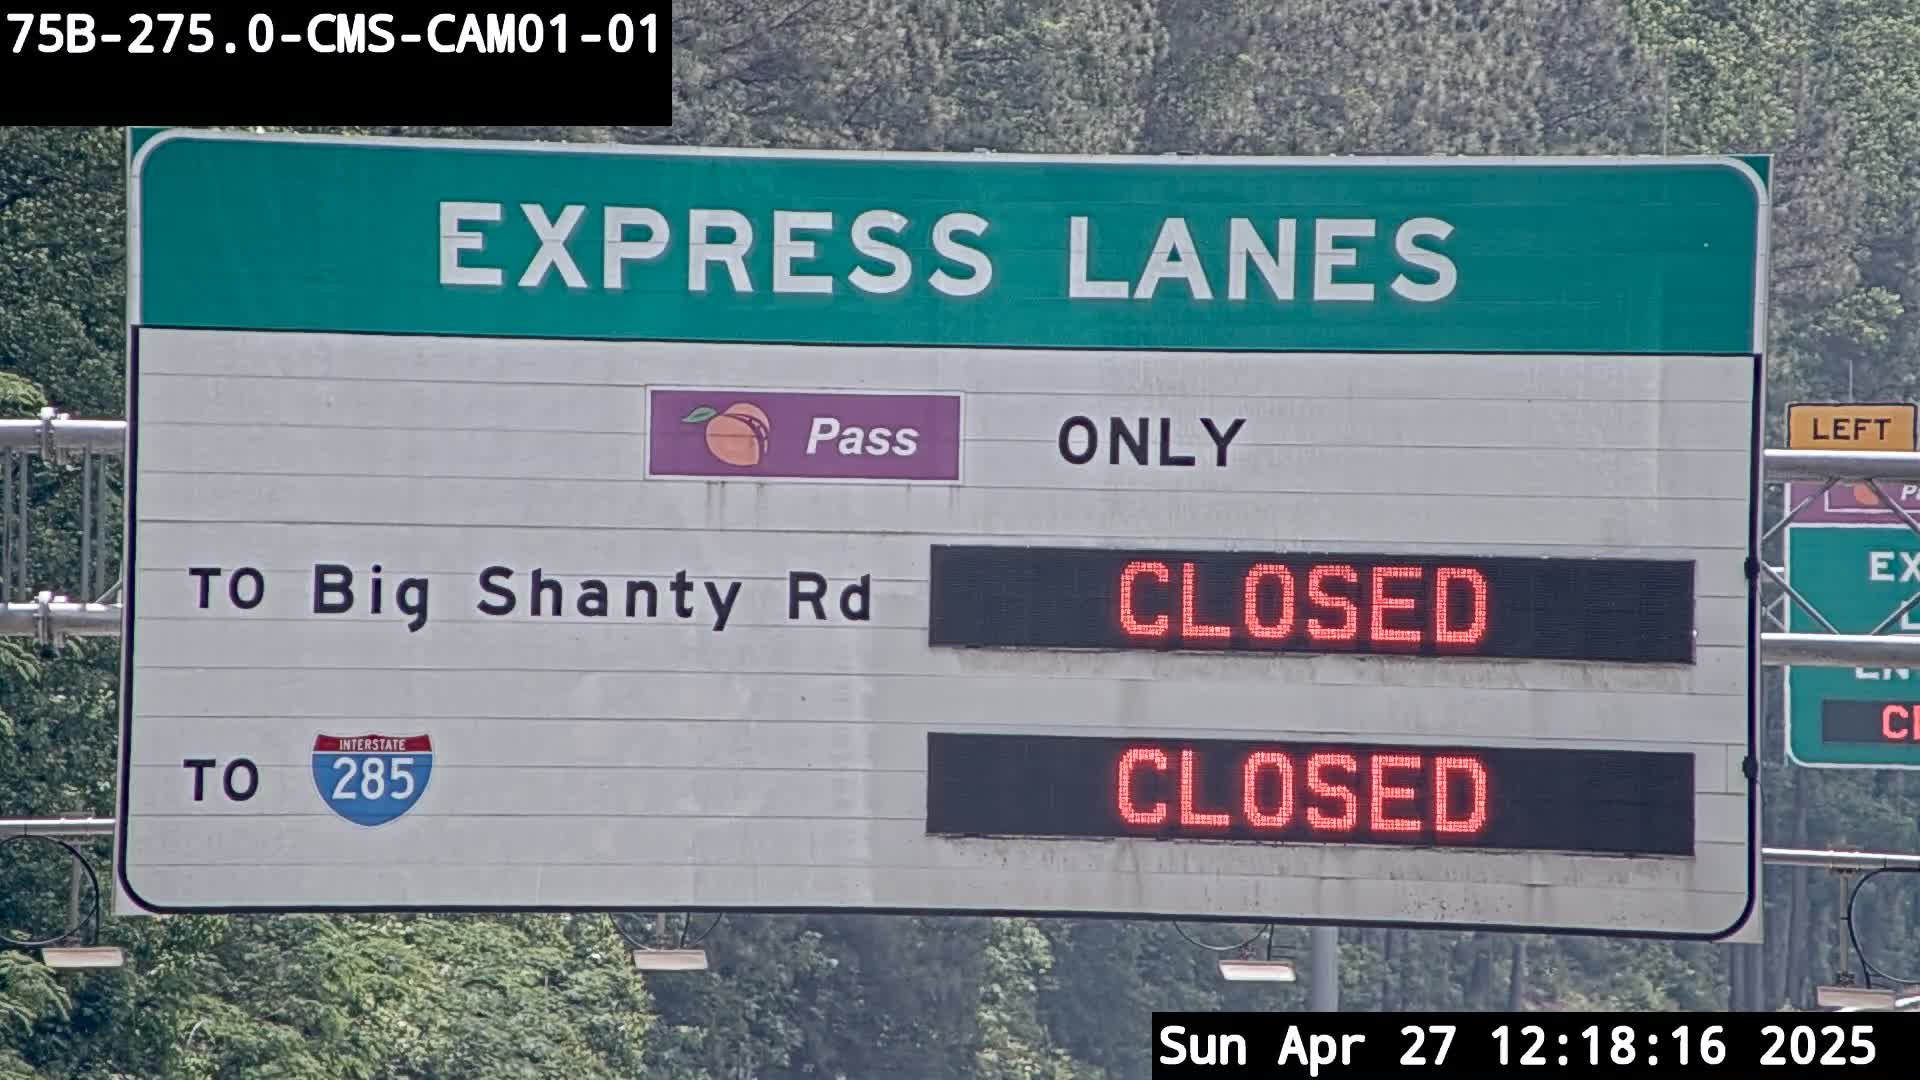 75B-275.0-CMS-CAM01-01
EXPRESS LANES
Pass ONLY
TO Big Shanty Rd CLOSED
TO INTERSTATE 285 CLOSED
LEFT
EX
Sun Apr 27 12:18:16 2025